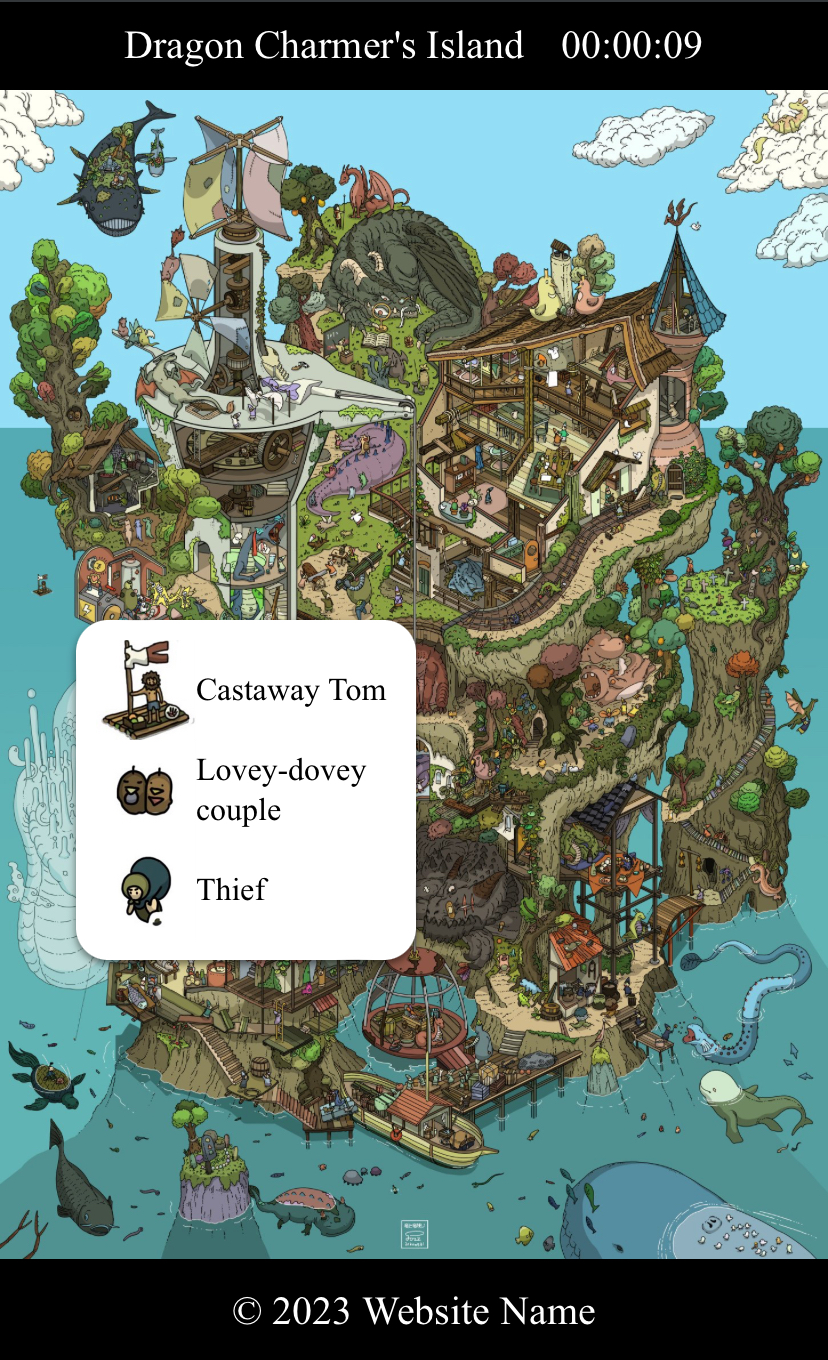 Dragon Charmer's Island 00:00:09
Castaway Tom
Lovey-dovey
couple
Thief
© 2023 Website Name